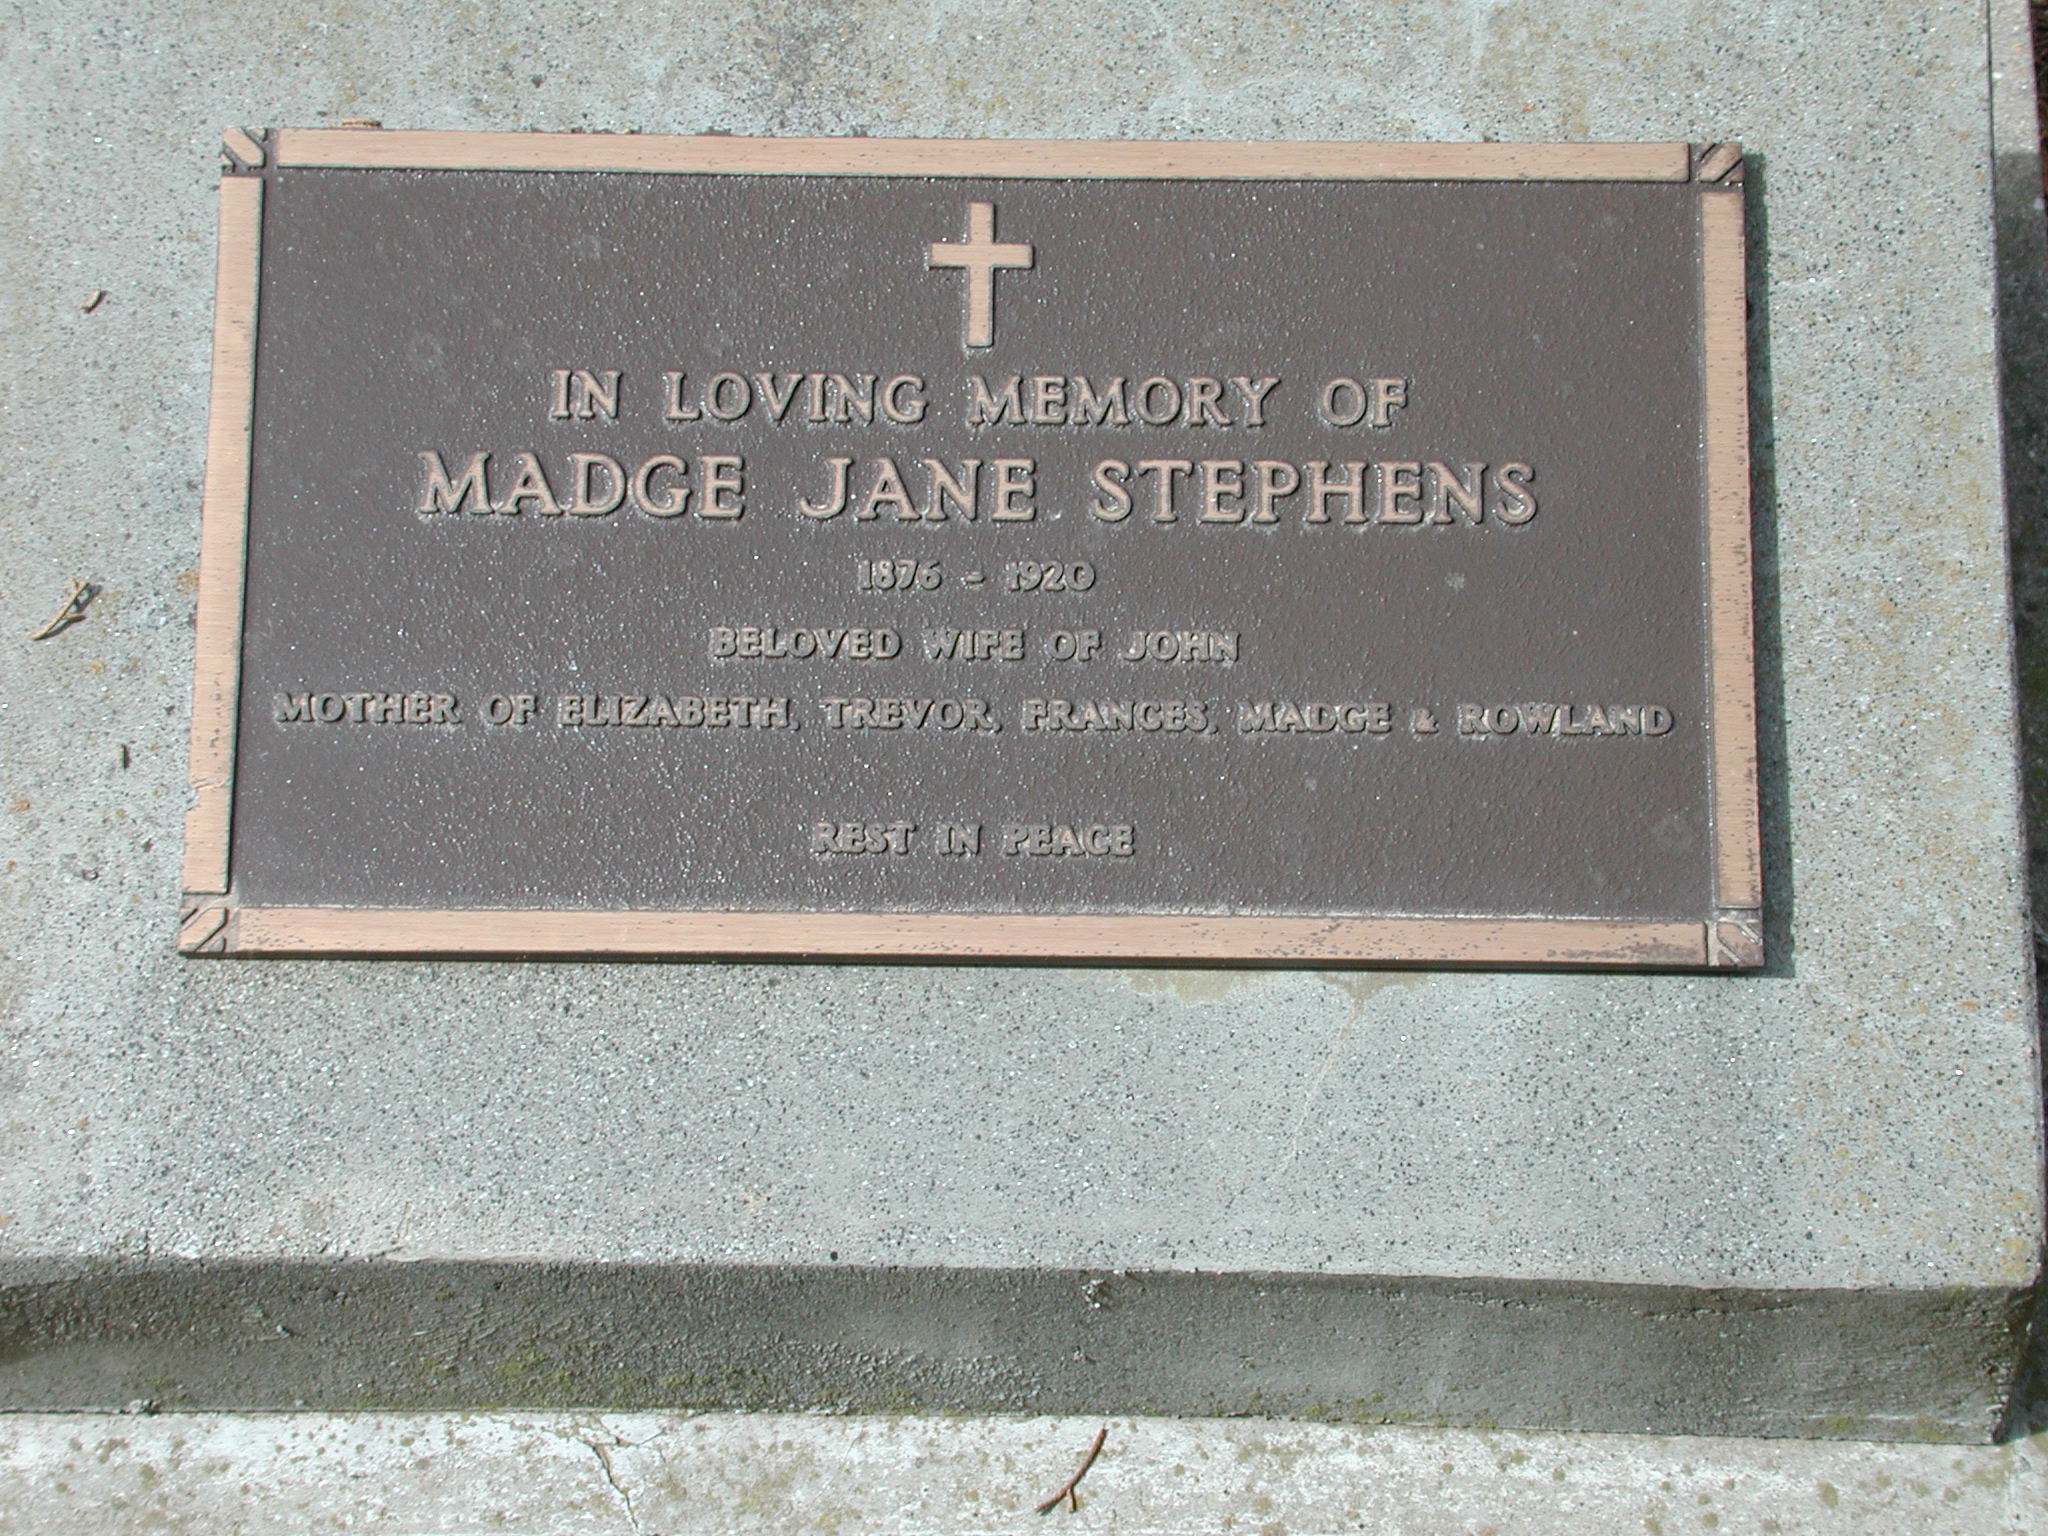 IN LOVING MEMORY OF
MADGE JANE STEPHENS
1876 - 1920
BELOVED WIFE OF JOHN
MOTHER OF ELIZABETH, TREVOR, FRANCES, MADGE & ROWLAND
REST IN PEACE